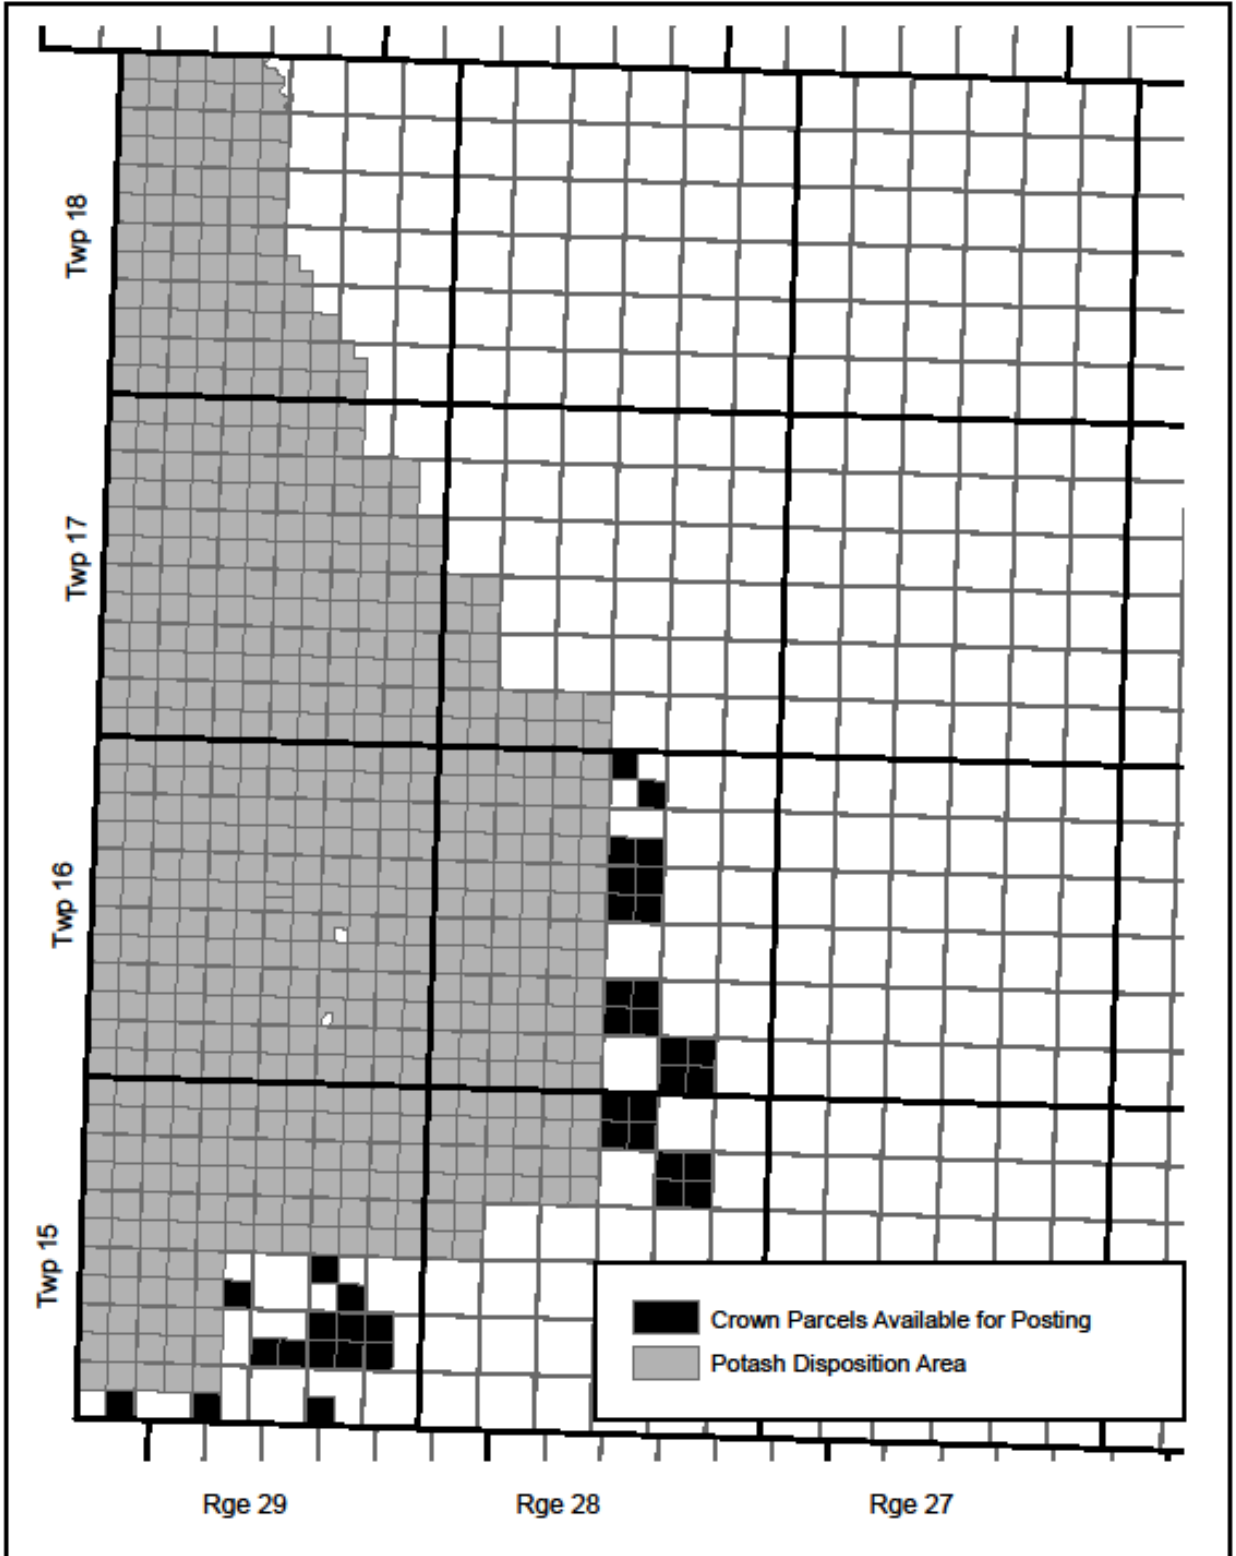 Twp 18
Twp 17
Twp 16
Twp 15
Crown Parcels Available for Posting
Potash Disposition Area
Rge 29
Rge 28
Rge 27